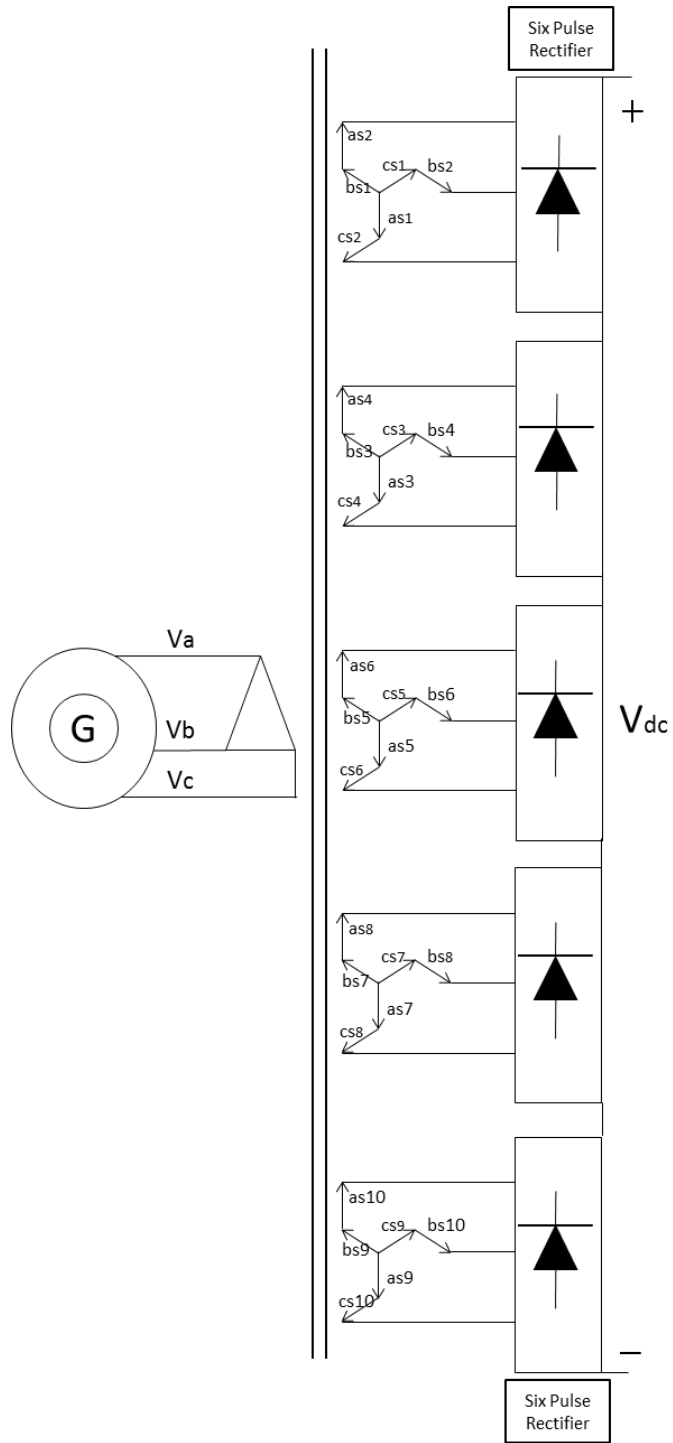 Six Pulse
Rectifier
+
as2
cs1
bs2
bs1
as1
cs2
as4
cs3
bs4
bs3
as3
cs4
Va
as6
cs5
bs6
G
Vb
bs5
Vdc
as5
Vc
cs6
as8
cs7
bs8
bs7
as7
cs8
as10
cs9
bs10
bs9
as9
cs10
−
Six Pulse
Rectifier